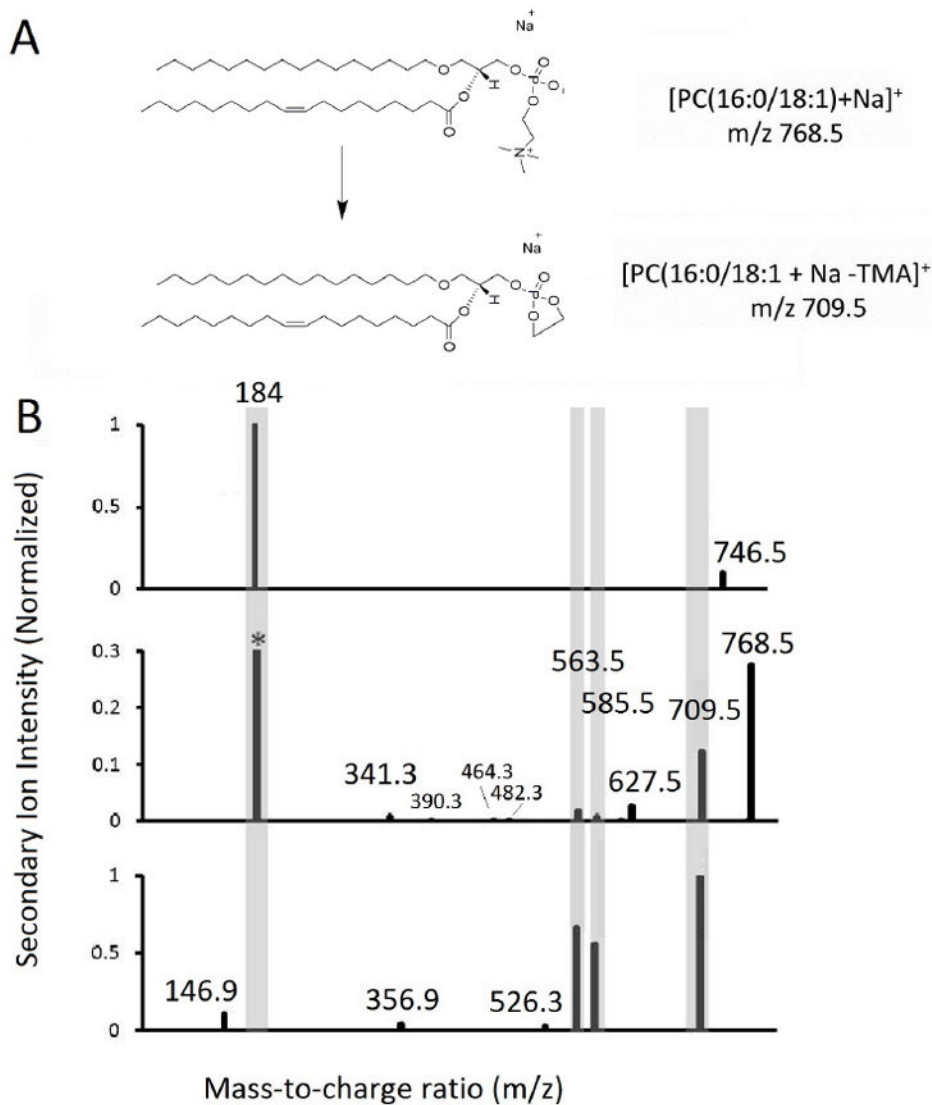 A
Na+
O
O
O
O
H
P
O
O-
O
N+
[PC(16:0/18:1)+Na]+
m/z 768.5
Na+
O
O
O
O
H
P
O
O
O
[PC(16:0/18:1 + Na -TMA]+
m/z 709.5
B
Secondary Ion Intensity (Normalized)
184
1
0.5
0
746.5
0.3
0.2
0.1
0
*
341.3
390.3
464.3
482.3
563.5
585.5
627.5
709.5
768.5
1
0.5
0
146.9
356.9
526.3
Mass-to-charge ratio (m/z)